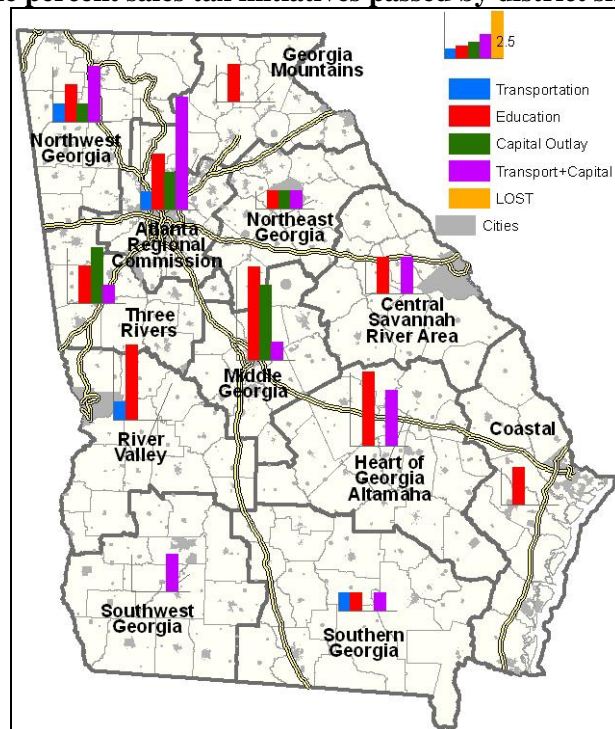 percent sales tax initiatives passed by district
2.5
Transportation
Education
Capital Outlay
Transport+Capital
LOST
Cities
Georgia
Mountains
Northwest
Georgia
Northeast
Georgia
Atlanta
Regional
Commission
Central
Savannah
River Area
Three
Rivers
Middle
Georgia
River
Valley
Heart of
Georgia
Altamaha
Coastal
Southwest
Georgia
Southern
Georgia